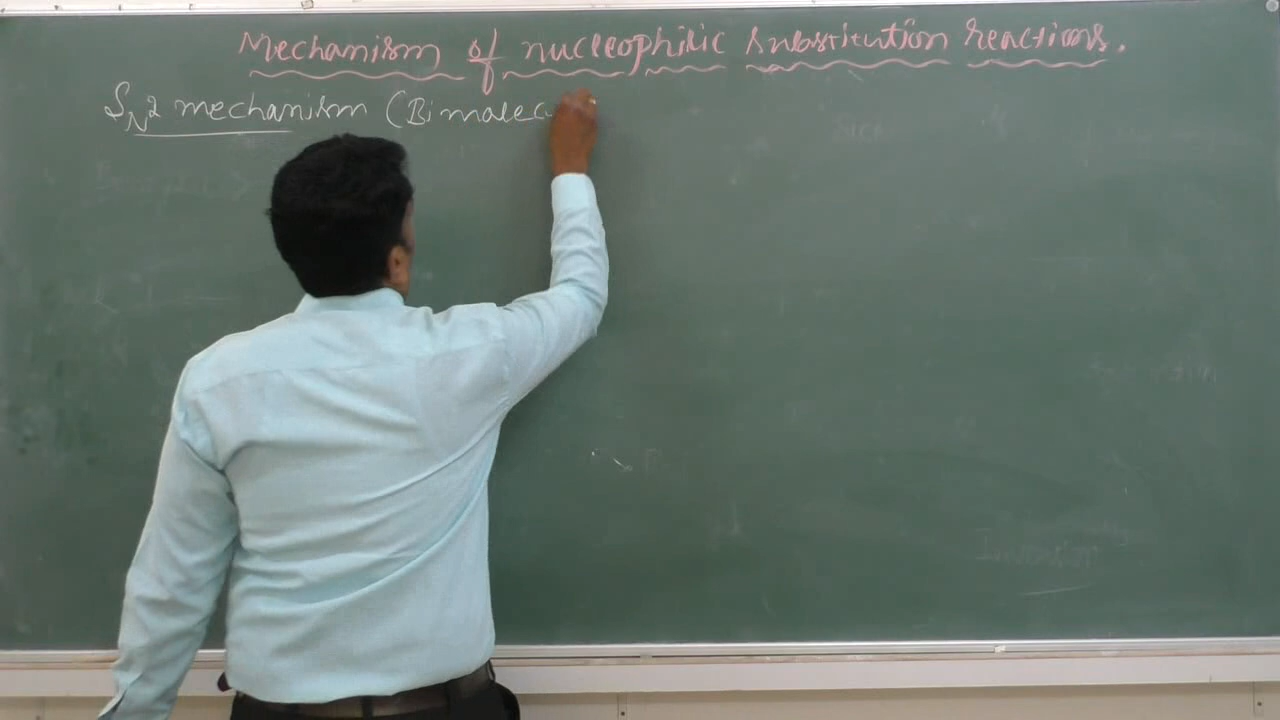 Mechanism of nucleophilic substitution reactions.
SN2 mechanism (Bimolec